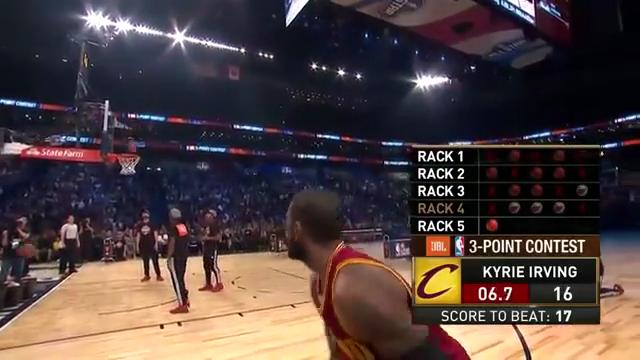 RACK 1
RACK 2
RACK 3
RACK 4
RACK 5
JBL 3-POINT CONTEST
C KYRIE IRVING
06.7 16
SCORE TO BEAT: 17
State Farm